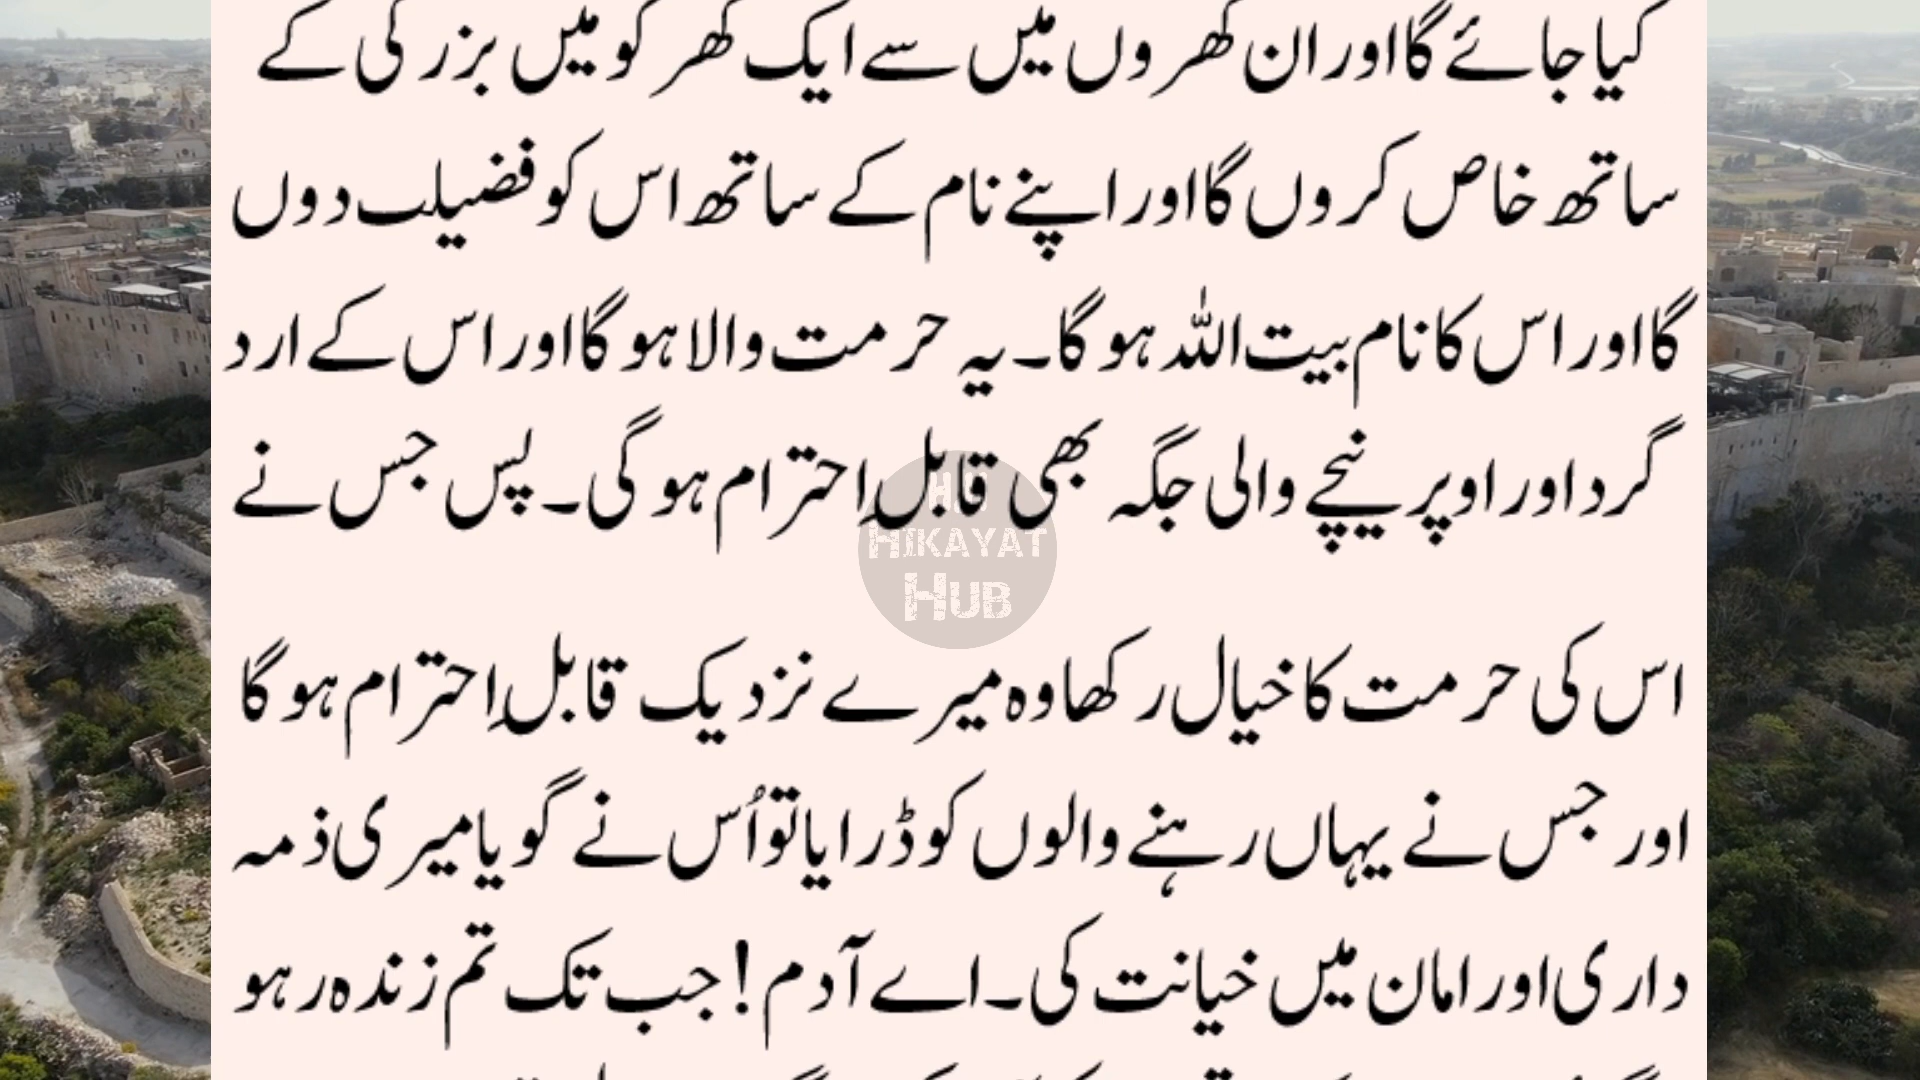 کیا جائے گا اور ان گھروں میں سے ایک گھر کو میں بزرگی کے
ساتھ خاص کروں گا اور اپنے نام کے ساتھ اس کو فضیلت دوں
گا اور اس کا نام بیت اللہ ہو گا۔ یہ حرمت والا ہو گا اور اس کے ارد
گرد اور اوپر نیچے والی جگہ بھی قابلِ احترام ہو گی۔ پس جس نے
HIKAYAT
HUB
اس کی حرمت کا خیال رکھا وہ میرے نزدیک قابلِ احترام ہو گا
اور جس نے یہاں رہنے والوں کو ڈرایا تو اُس نے گویا میری ذمہ
داری اور امان میں خیانت کی۔ اے آدم! جب تک تم زندہ رہو